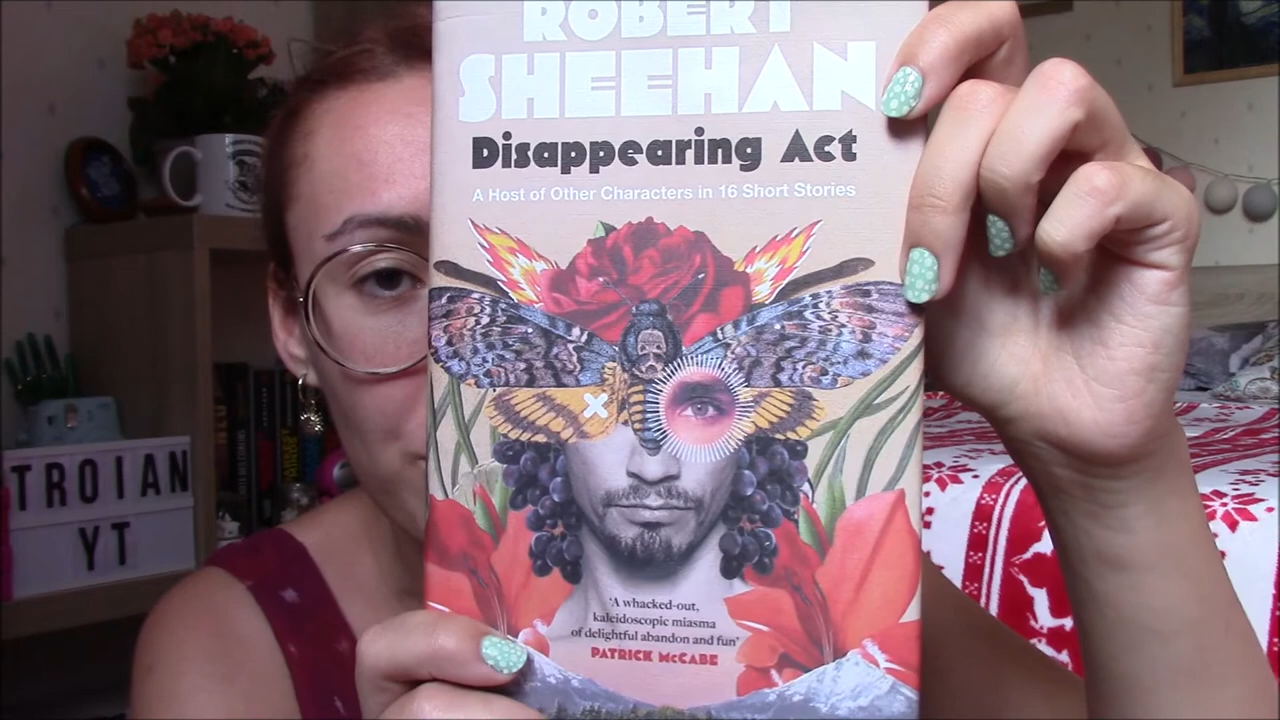 ROBERT
SHEEHAN
Disappearing Act
A Host of Other Characters in 16 Short Stories
'A whacked-out,
kaleidoscopic miasma
of delightful abandon and fun'
PATRICK McCABE
TROIAN
YT